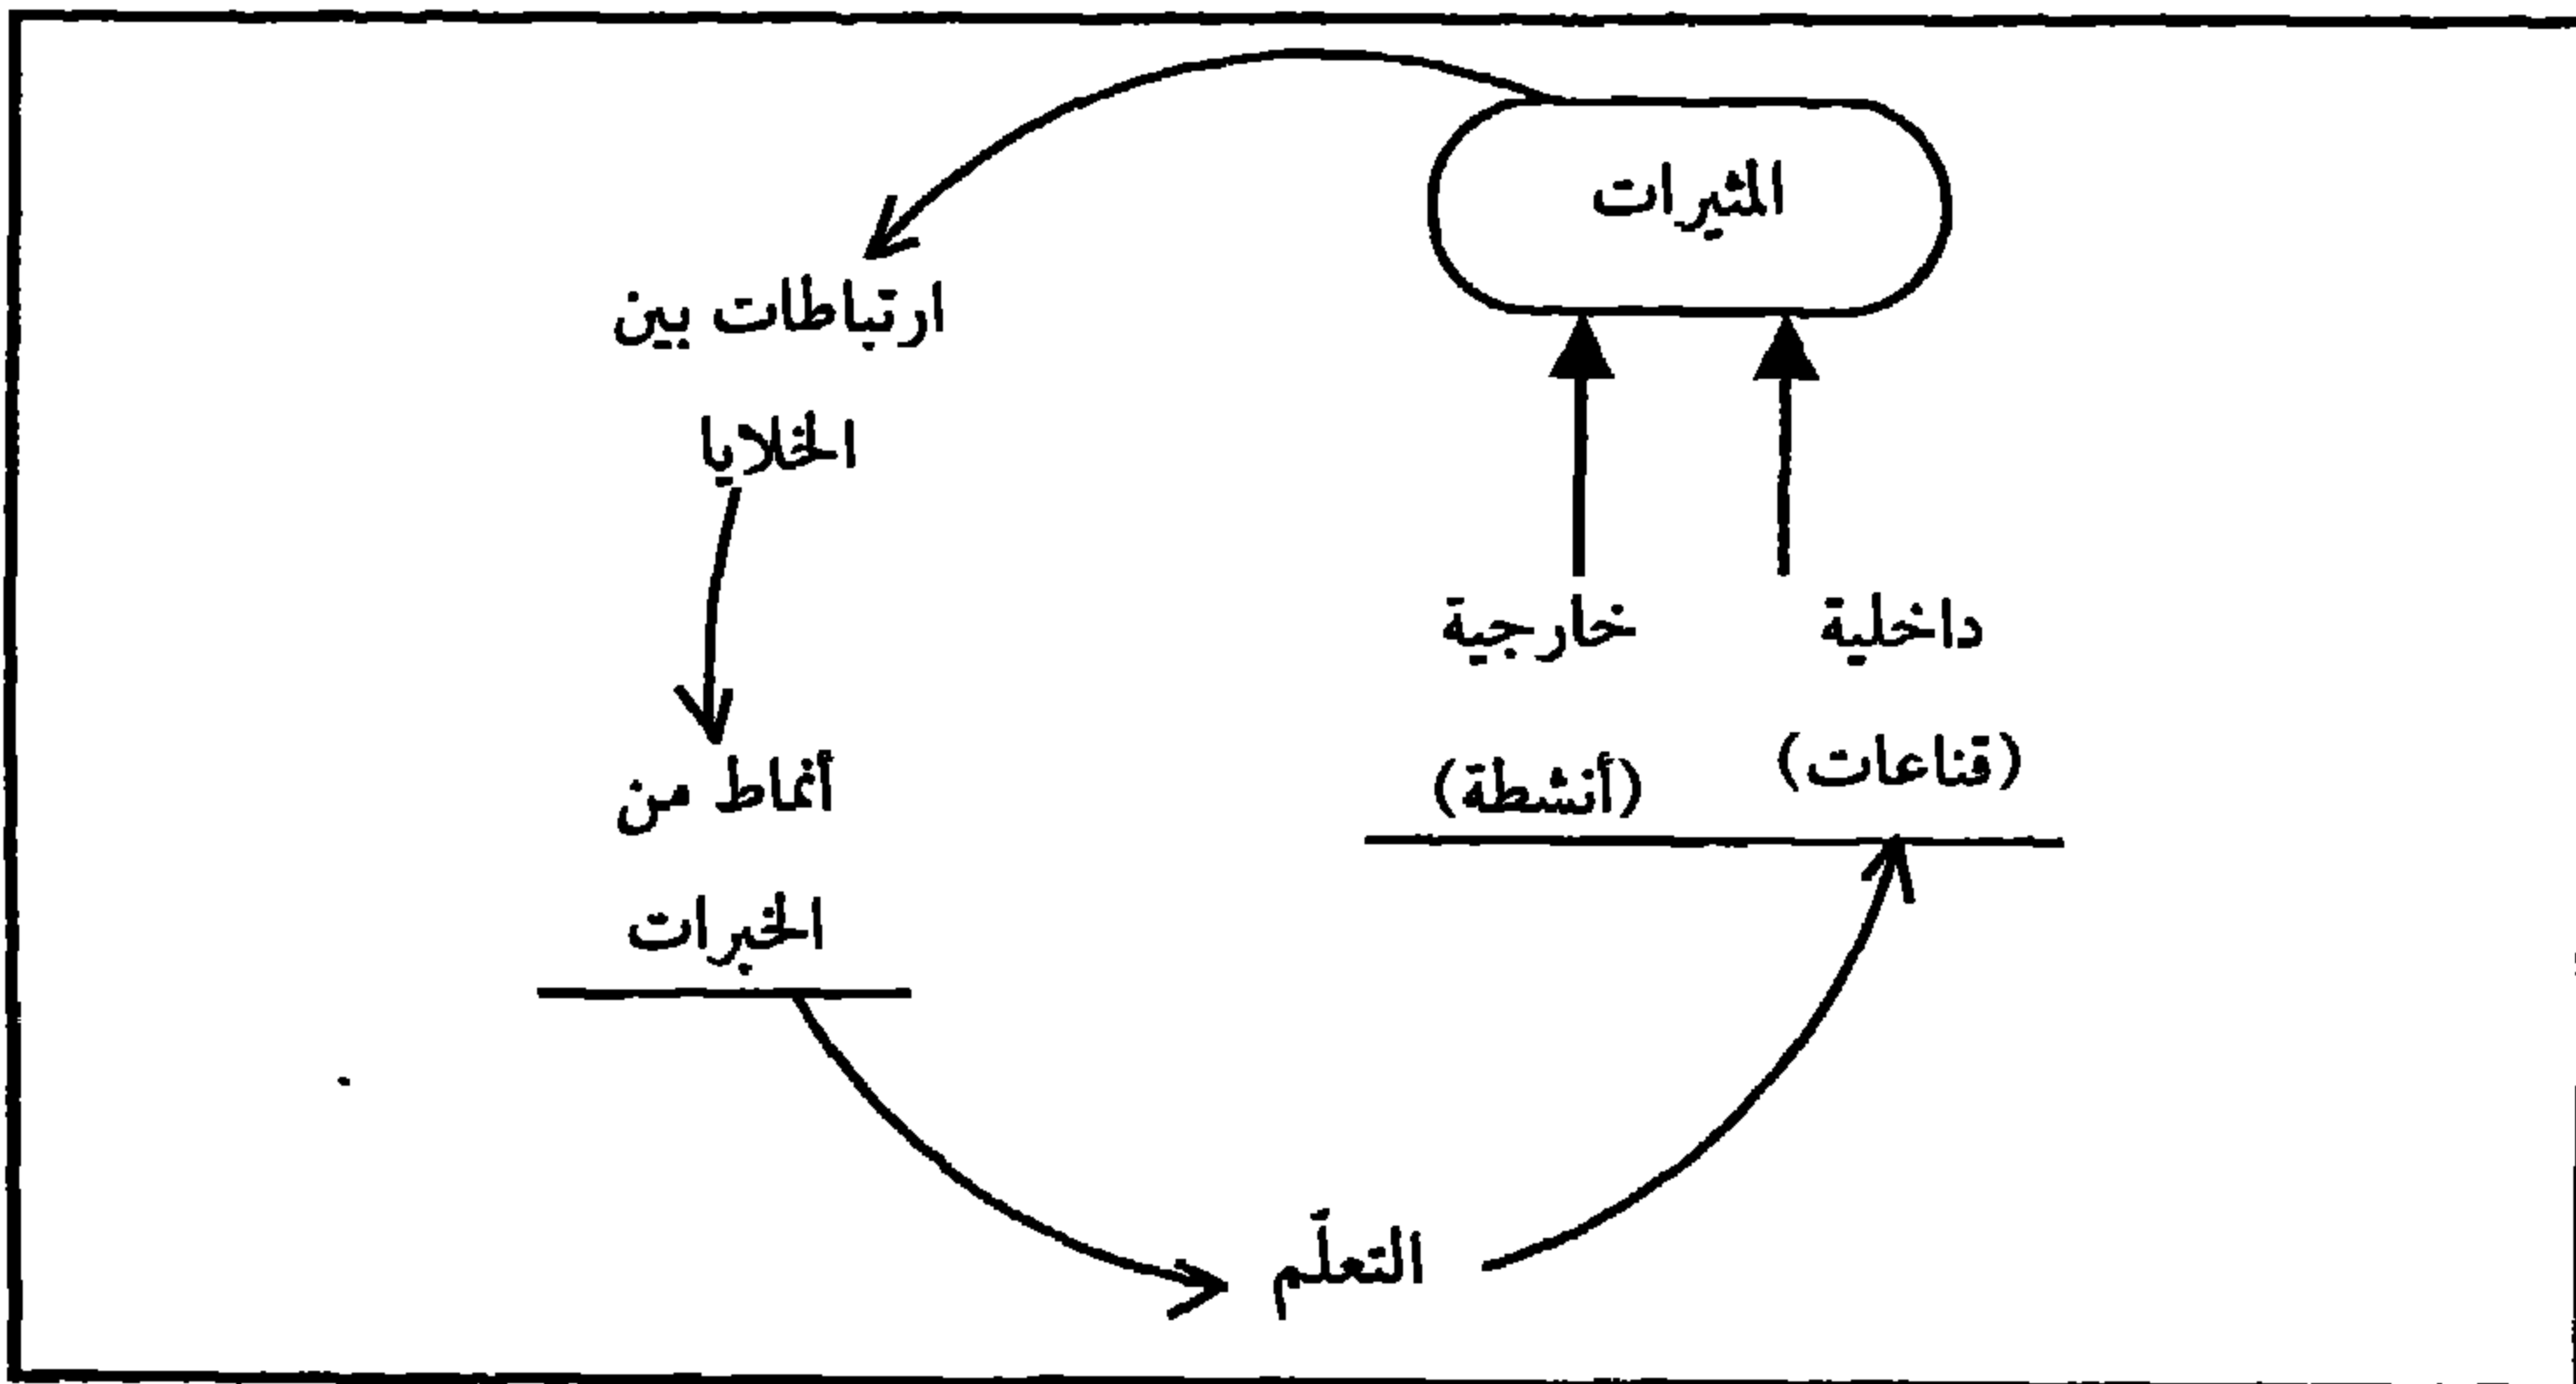 المثيرات
داخلية
خارجية
(قناعات)
(أنشطة)
ارتباطات بين
الخلايا
أنماط من
الخبرات
التعلّم